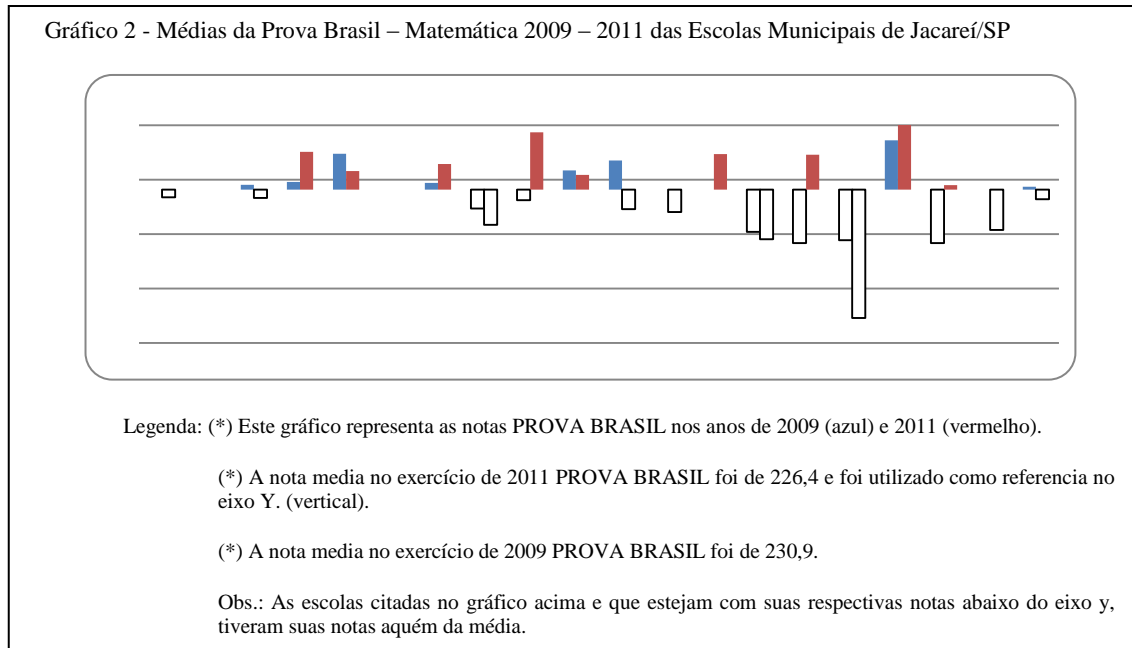 Gráfico 2 - Médias da Prova Brasil – Matemática 2009 – 2011 das Escolas Municipais de Jacareí/SP
Legenda: (*) Este gráfico representa as notas PROVA BRASIL nos anos de 2009 (azul) e 2011 (vermelho).
(*) A nota media no exercício de 2011 PROVA BRASIL foi de 226,4 e foi utilizado como referencia no
eixo Y. (vertical).
(*) A nota media no exercício de 2009 PROVA BRASIL foi de 230,9.
Obs.: As escolas citadas no gráfico acima e que estejam com suas respectivas notas abaixo do eixo y,
tiveram suas notas aquém da média.